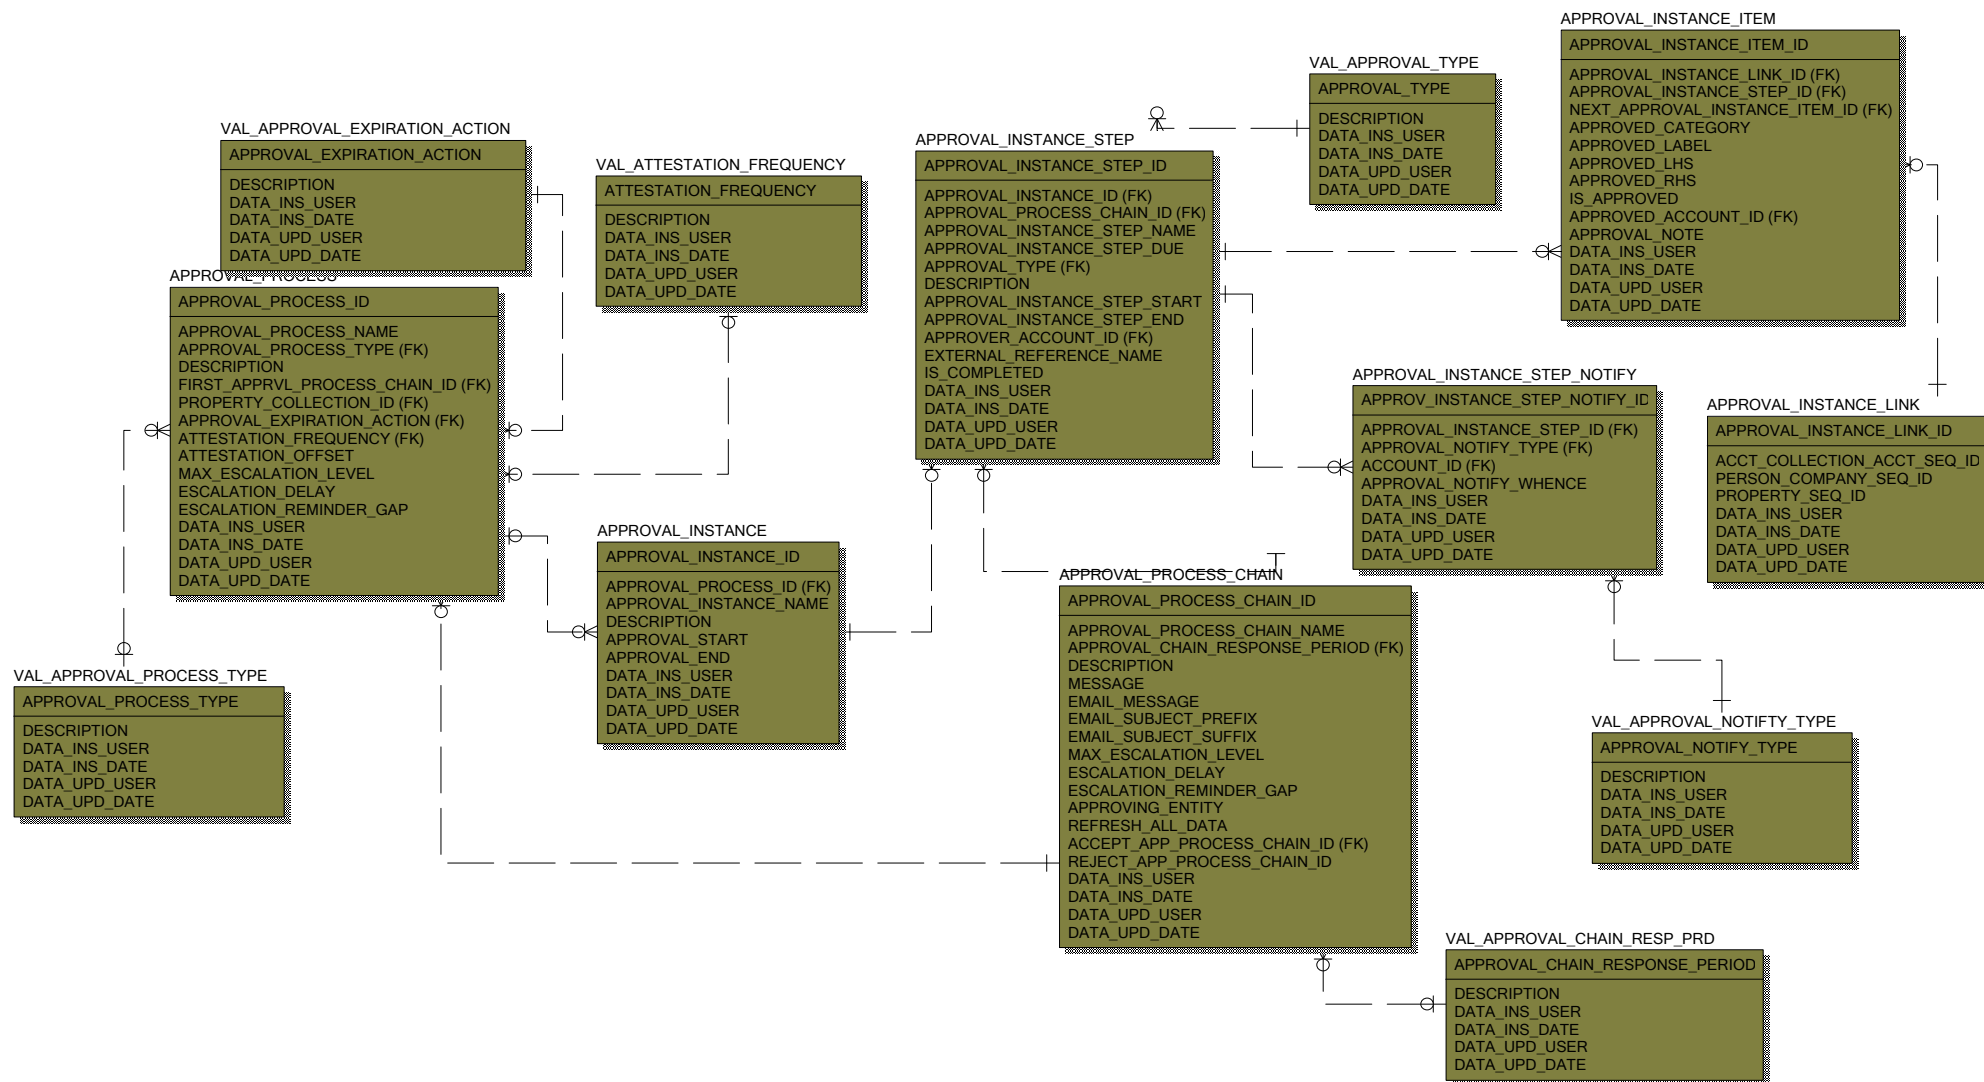 APPROVAL_INSTANCE_ITEM
APPROVAL_INSTANCE_ITEM_ID
APPROVAL_INSTANCE_LINK_ID (FK)
APPROVAL_INSTANCE_STEP_ID (FK)
NEXT_APPROVAL_INSTANCE_ITEM_ID (FK)
APPROVED_CATEGORY
APPROVED_LABEL
APPROVED_LHS
APPROVED_RHS
IS_APPROVED
APPROVED_ACCOUNT_ID (FK)
APPROVAL_NOTE
DATA_INS_USER
DATA_INS_DATE
DATA_UPD_USER
DATA_UPD_DATE
VAL_APPROVAL_TYPE
APPROVAL_TYPE
DESCRIPTION
DATA_INS_USER
DATA_INS_DATE
DATA_UPD_USER
DATA_UPD_DATE
VAL_APPROVAL_EXPIRATION_ACTION
APPROVAL_EXPIRATION_ACTION
DESCRIPTION
DATA_INS_USER
DATA_INS_DATE
DATA_UPD_USER
DATA_UPD_DATE
VAL_ATTESTATION_FREQUENCY
ATTESTATION_FREQUENCY
DESCRIPTION
DATA_INS_USER
DATA_INS_DATE
DATA_UPD_USER
DATA_UPD_DATE
APPROVAL_INSTANCE_STEP
APPROVAL_INSTANCE_STEP_ID
APPROVAL_INSTANCE_ID (FK)
APPROVAL_PROCESS_CHAIN_ID (FK)
APPROVAL_INSTANCE_STEP_NAME
APPROVAL_INSTANCE_STEP_DUE
APPROVAL_TYPE (FK)
DESCRIPTION
APPROVAL_INSTANCE_STEP_START
APPROVAL_INSTANCE_STEP_END
APPROVER_ACCOUNT_ID (FK)
EXTERNAL_REFERENCE_NAME
IS_COMPLETED
DATA_INS_USER
DATA_INS_DATE
DATA_UPD_USER
DATA_UPD_DATE
APPROVAL_PROCESS
APPROVAL_PROCESS_ID
APPROVAL_PROCESS_NAME
APPROVAL_PROCESS_TYPE (FK)
DESCRIPTION
FIRST_APPRVL_PROCESS_CHAIN_ID (FK)
PROPERTY_COLLECTION_ID (FK)
APPROVAL_EXPIRATION_ACTION (FK)
ATTESTATION_FREQUENCY (FK)
ATTESTATION_OFFSET
MAX_ESCALATION_LEVEL
ESCALATION_DELAY
ESCALATION_REMINDER_GAP
DATA_INS_USER
DATA_INS_DATE
DATA_UPD_USER
DATA_UPD_DATE
APPROVAL_INSTANCE_STEP_NOTIFY
APPROV_INSTANCE_STEP_NOTIFY_ID
APPROVAL_INSTANCE_STEP_ID (FK)
APPROVAL_NOTIFY_TYPE (FK)
ACCOUNT_ID (FK)
APPROVAL_NOTIFY_WHENCE
DATA_INS_USER
DATA_INS_DATE
DATA_UPD_USER
DATA_UPD_DATE
APPROVAL_INSTANCE_LINK
APPROVAL_INSTANCE_LINK_ID
ACCT_COLLECTION_ACCT_SEQ_ID
PERSON_COMPANY_SEQ_ID
PROPERTY_SEQ_ID
DATA_INS_USER
DATA_INS_DATE
DATA_UPD_USER
DATA_UPD_DATE
APPROVAL_INSTANCE
APPROVAL_INSTANCE_ID
APPROVAL_PROCESS_ID (FK)
APPROVAL_INSTANCE_NAME
DESCRIPTION
APPROVAL_START
APPROVAL_END
DATA_INS_USER
DATA_INS_DATE
DATA_UPD_USER
DATA_UPD_DATE
APPROVAL_PROCESS_CHAIN
APPROVAL_PROCESS_CHAIN_ID
APPROVAL_PROCESS_CHAIN_NAME
APPROVAL_CHAIN_RESPONSE_PERIOD (FK)
DESCRIPTION
MESSAGE
EMAIL_MESSAGE
EMAIL_SUBJECT_PREFIX
EMAIL_SUBJECT_SUFFIX
MAX_ESCALATION_LEVEL
ESCALATION_DELAY
ESCALATION_REMINDER_GAP
APPROVING_ENTITY
REFRESH_ALL_DATA
ACCEPT_APP_PROCESS_CHAIN_ID (FK)
REJECT_APP_PROCESS_CHAIN_ID
DATA_INS_USER
DATA_INS_DATE
DATA_UPD_USER
DATA_UPD_DATE
VAL_APPROVAL_PROCESS_TYPE
APPROVAL_PROCESS_TYPE
DESCRIPTION
DATA_INS_USER
DATA_INS_DATE
DATA_UPD_USER
DATA_UPD_DATE
VAL_APPROVAL_NOTIFTY_TYPE
APPROVAL_NOTIFY_TYPE
DESCRIPTION
DATA_INS_USER
DATA_INS_DATE
DATA_UPD_USER
DATA_UPD_DATE
VAL_APPROVAL_CHAIN_RESP_PRD
APPROVAL_CHAIN_RESPONSE_PERIOD
DESCRIPTION
DATA_INS_USER
DATA_INS_DATE
DATA_UPD_USER
DATA_UPD_DATE